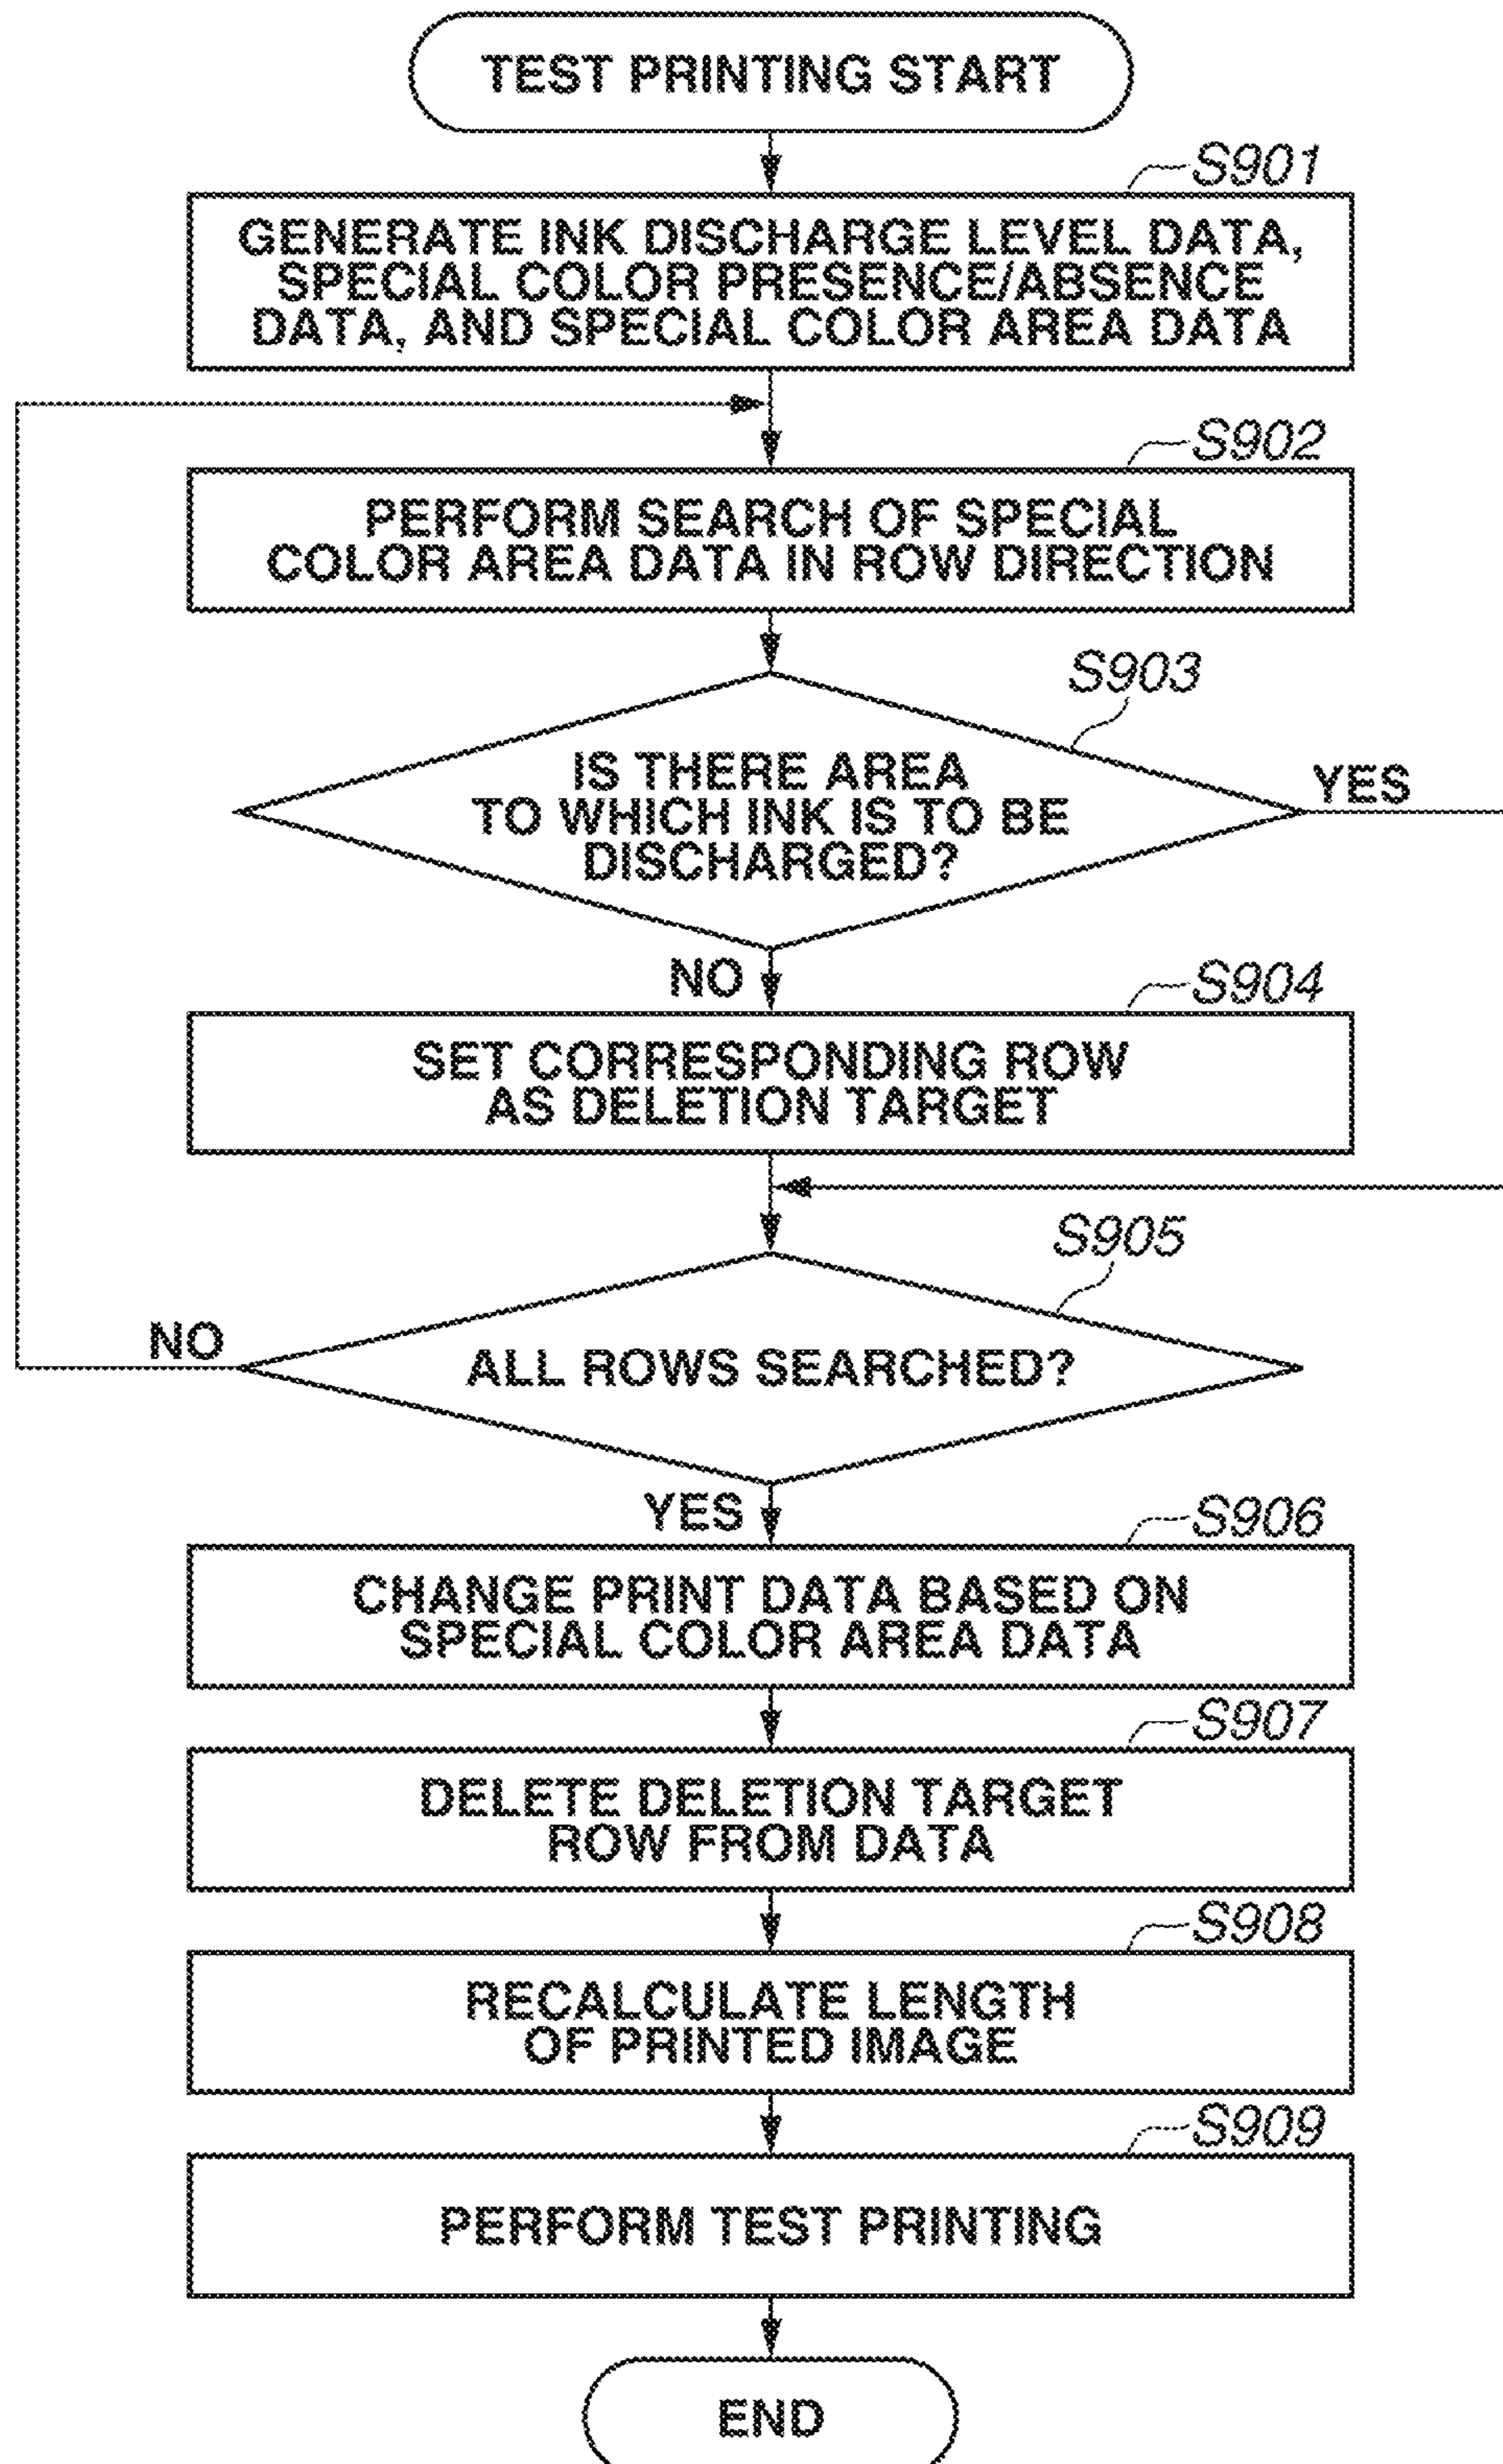 TEST PRINTING START
S901
GENERATE INK DISCHARGE LEVEL DATA,
SPECIAL COLOR PRESENCE/ABSENCE
DATA, AND SPECIAL COLOR AREA DATA
S902
PERFORM SEARCH OF SPECIAL
COLOR AREA DATA IN ROW DIRECTION
S903
IS THERE AREA
TO WHICH INK IS TO BE
DISCHARGED?
YES
NO
S904
SET CORRESPONDING ROW
AS DELETION TARGET
S905
ALL ROWS SEARCHED?
NO
YES
S906
CHANGE PRINT DATA BASED ON
SPECIAL COLOR AREA DATA
S907
DELETE DELETION TARGET
ROW FROM DATA
S908
RECALCULATE LENGTH
OF PRINTED IMAGE
S909
PERFORM TEST PRINTING
END